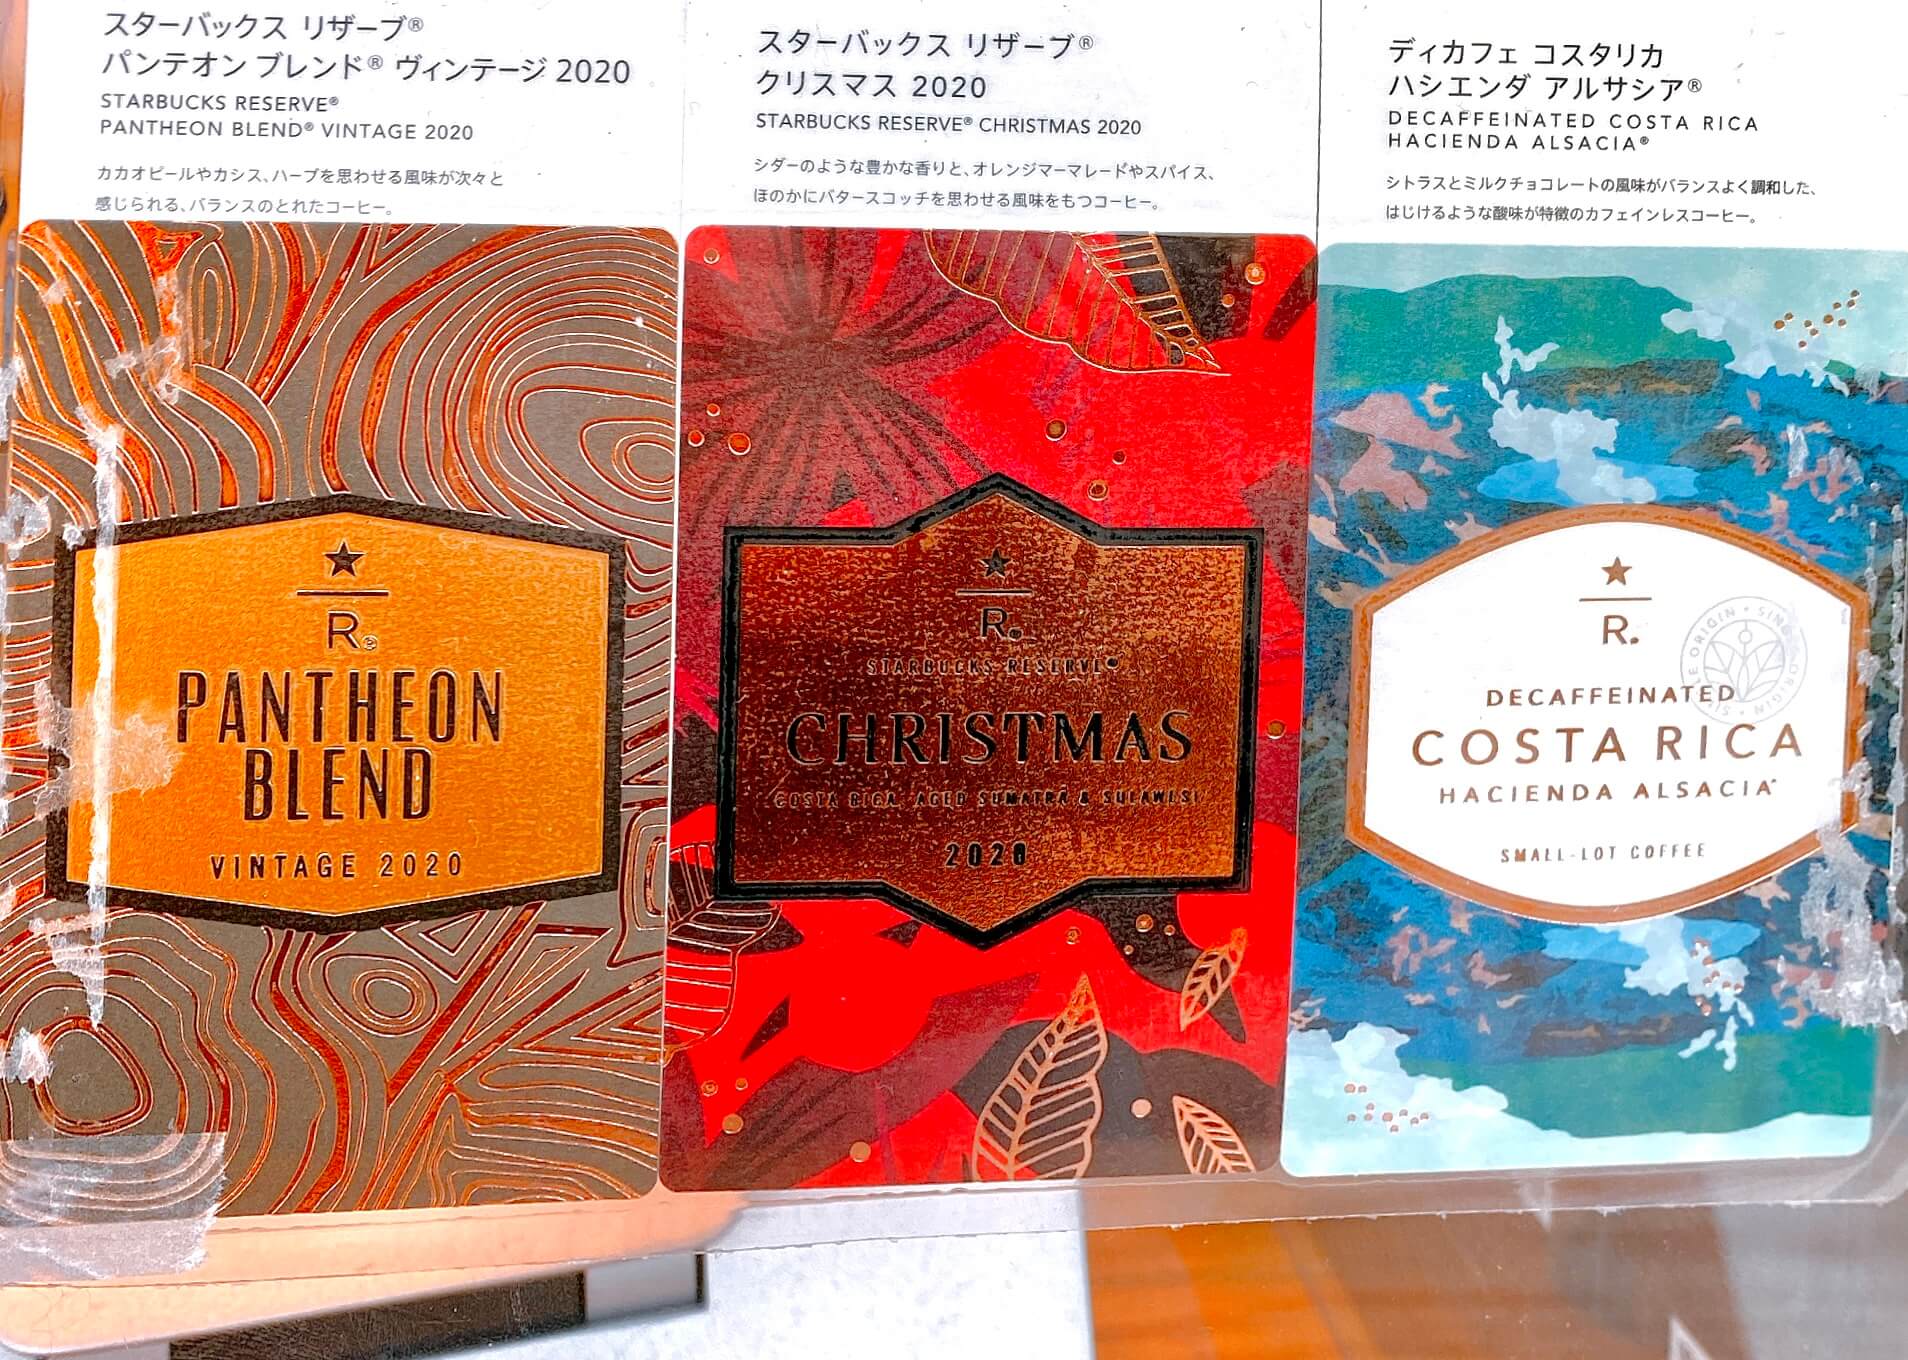 スターバックス リザーブ®
パンテオン ブレンド® ヴィンテージ 2020
STARBUCKS RESERVE®
PANTHEON BLEND® VINTAGE 2020
カカオピールやカシス、ハーブを思わせる風味が次々と
感じられる、バランスのとれたコーヒー。
R®
PANTHEON
BLEND
VINTAGE 2020
スターバックス リザーブ®
クリスマス 2020
STARBUCKS RESERVE® CHRISTMAS 2020
シダーのような豊かな香りと、オレンジマーマレードやスパイス、
ほのかにバタースコッチを思わせる風味をもつコーヒー。
R®
STARBUCKS RESERVE®
CHRISTMAS
COSTA RICA, AGED SUMATRA & SULAWESI
2020
ディカフェ コスタリカ
ハシエンダ アルサシア®
DECAFFEINATED COSTA RICA
HACIENDA ALSACIA®
シトラスとミルクチョコレートの風味がバランスよく調和した、
はじけるような酸味が特徴のカフェインレスコーヒー。
R®
SINGLE ORIGIN • SINGLE ORIGIN •
DECAFFEINATED
COSTA RICA
HACIENDA ALSACIA®
SMALL-LOT COFFEE